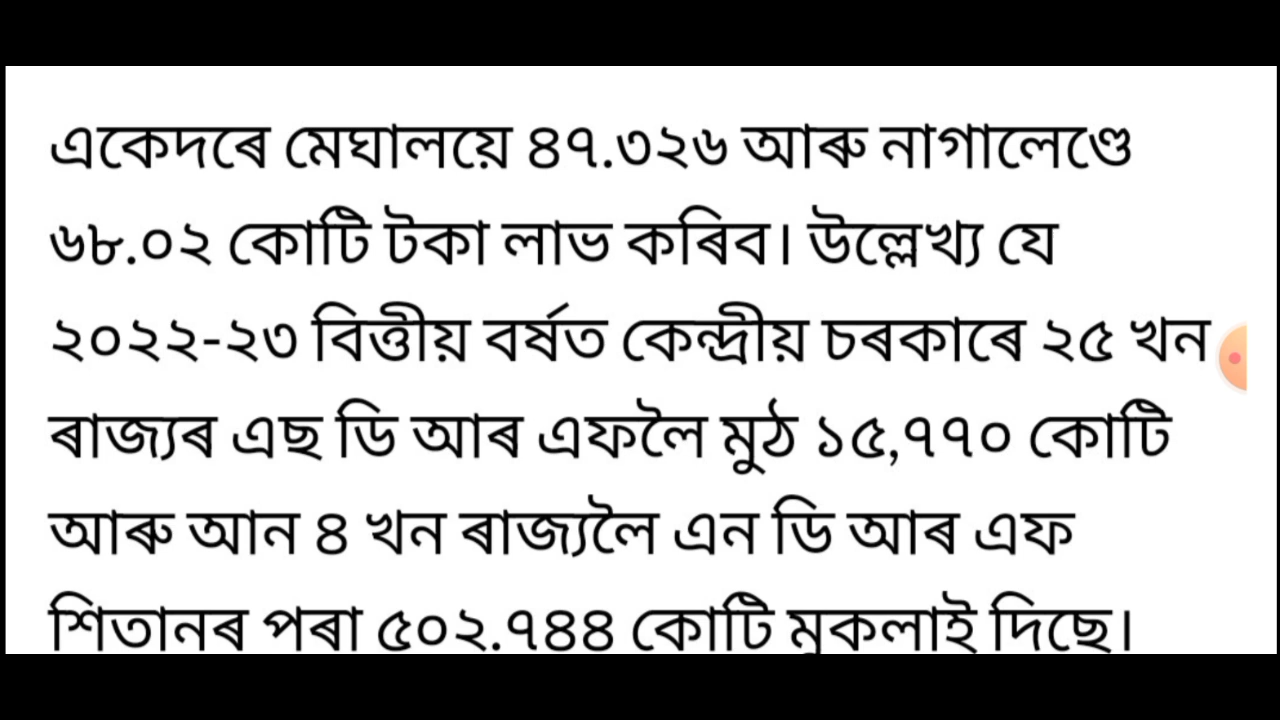 একেদৰে মেঘালয়ে ৪৭.৩২৬ আৰু নাগালেণ্ডে
৬৮.০২ কোটি টকা লাভ কৰিব। উল্লেখ্য যে
২০২২-২৩ বিত্তীয় বৰ্ষত কেন্দ্ৰীয় চৰকাৰে ২৫ খন
ৰাজ্যৰ এছ ডি আৰ এফলৈ মুঠ ১৫,৭৭০ কোটি
আৰু আন ৪ খন ৰাজ্যলৈ এন ডি আৰ এফ
শিতানৰ পৰা ৫০২.৭৪৪ কোটি মুকলাই দিছে।